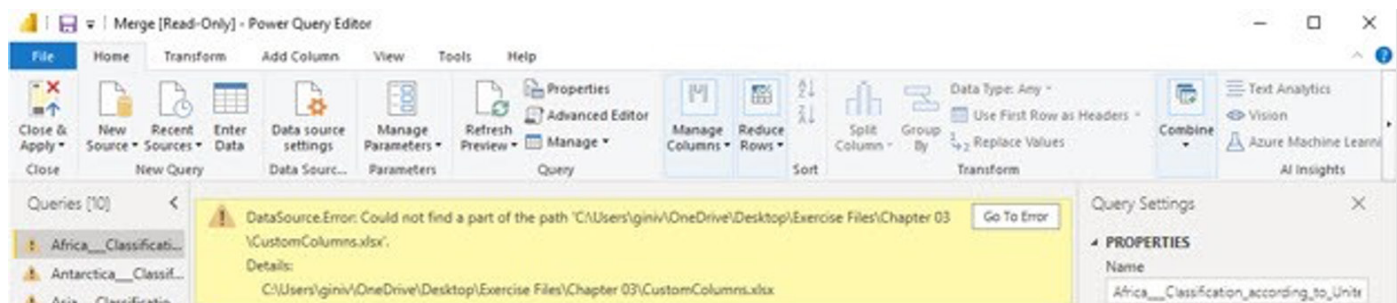 Merge [Read-Only] - Power Query Editor
File Home Transform Add Column View Tools Help
Close & Apply
New Source
Recent Sources
Enter Data
Data source settings
Manage Parameters
Refresh Preview
Properties
Advanced Editor
Manage
Manage Columns
Reduce Rows
Split Column
Group By
Data Type: Any
Use First Row as Headers
Replace Values
Combine
Text Analytics
Vision
Azure Machine Learni
Close New Query Data Sourc... Parameters Query Sort Transform AI Insights
Queries [10]
Africa__Classificati...
Antarctica__Classif...
Asia__Classificatio
DataSource.Error: Could not find a part of the path 'C:\Users\giniv\OneDrive\Desktop\Exercise Files\Chapter 03
\CustomColumns.xlsx'.
Details:
C:\Users\giniv\OneDrive\Desktop\Exercise Files\Chapter 03\CustomColumns.xlsx
Go To Error
Query Settings
PROPERTIES
Name
Africa__Classification_according_to_Unite